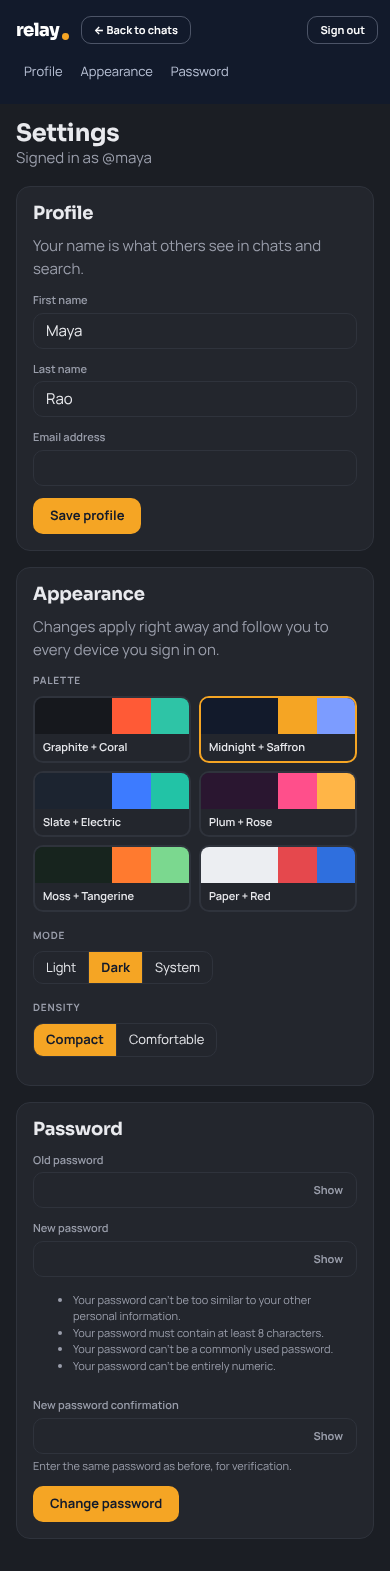 relay
← Back to chats
Sign out
Profile
Appearance
Password
Settings
Signed in as @maya
Profile
Your name is what others see in chats and
search.
First name
Maya
Last name
Rao
Email address
Save profile
Appearance
Changes apply right away and follow you to
every device you sign in on.
PALETTE
Graphite + Coral
Midnight + Saffron
Slate + Electric
Plum + Rose
Moss + Tangerine
Paper + Red
MODE
Light
Dark
System
DENSITY
Compact
Comfortable
Password
Old password
Show
New password
Show
• Your password can't be too similar to your other
personal information.
• Your password must contain at least 8 characters.
• Your password can't be a commonly used password.
• Your password can't be entirely numeric.
New password confirmation
Show
Enter the same password as before, for verification.
Change password